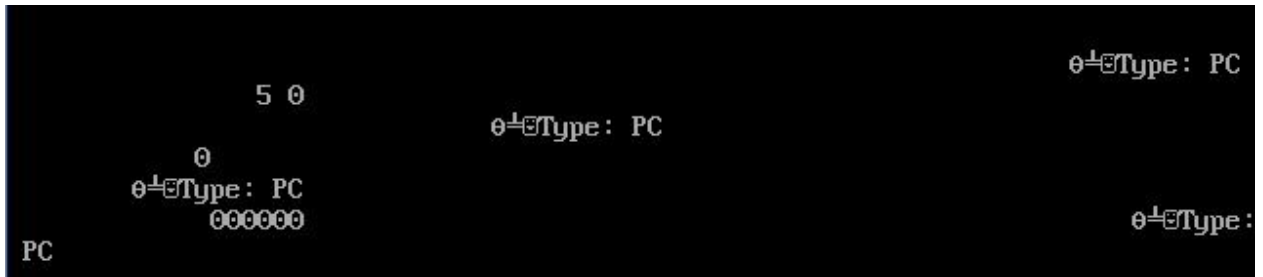 θ╧☺Type: PC
5 0
θ╧☺Type: PC
0
θ╧☺Type: PC
000000 θ╧☺Type:
PC